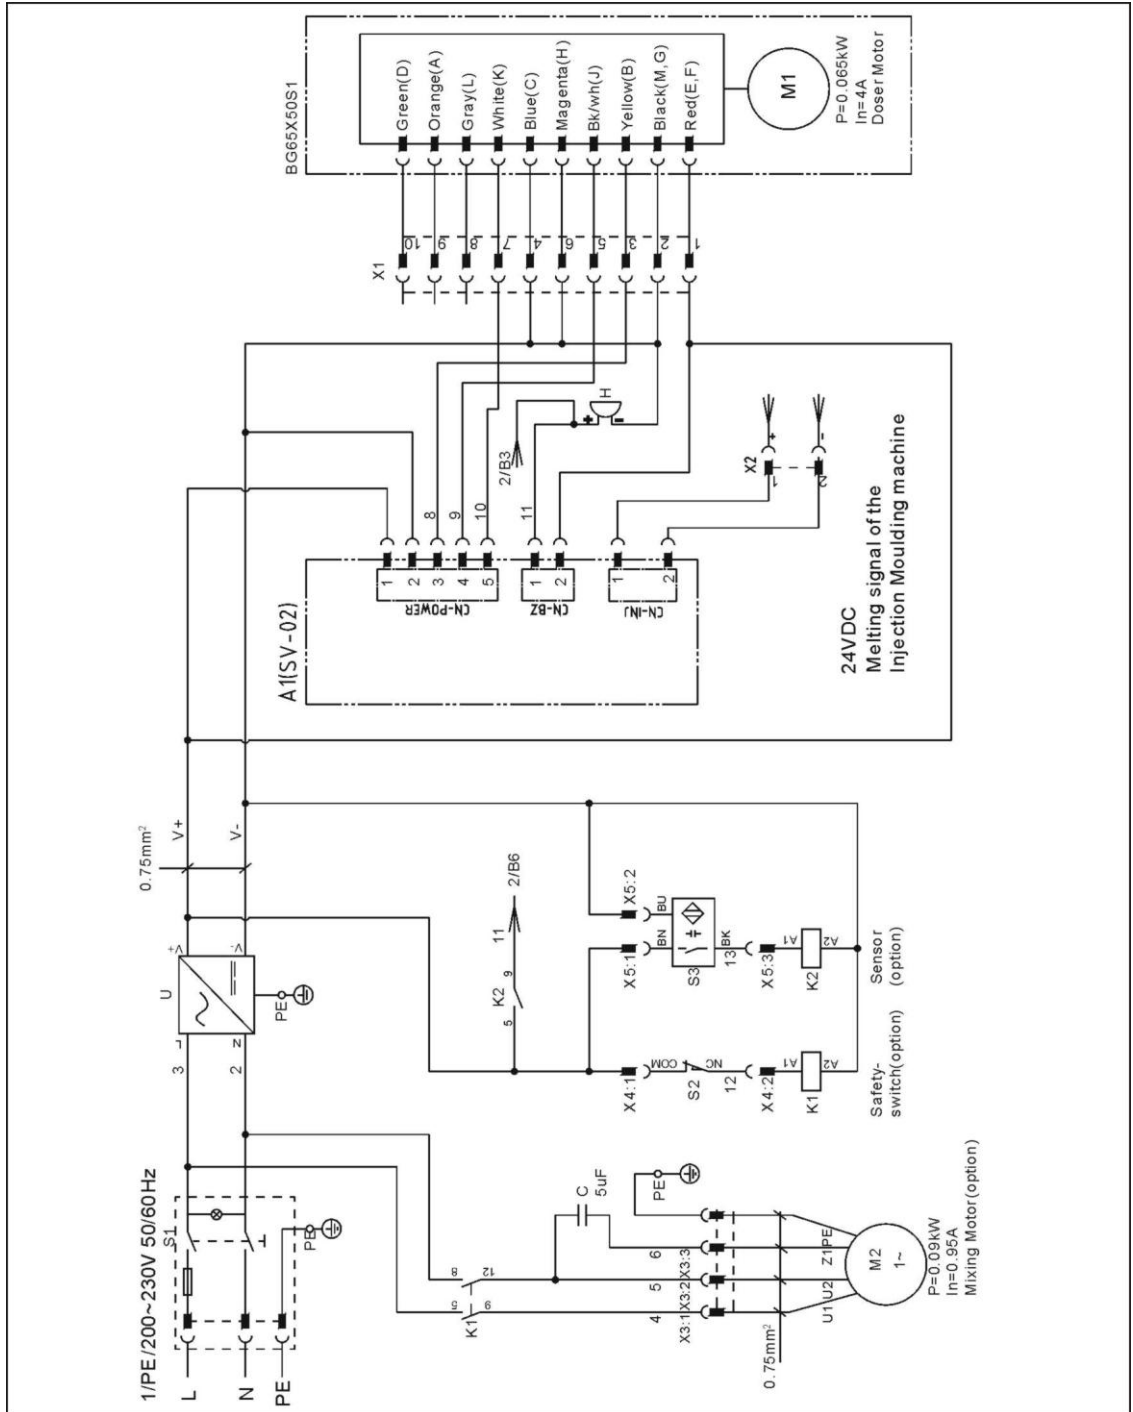 1/PE/200~230V 50/60Hz
L
N
PE
S1
PE
3
2
L
N
U
V+
V-
PE
0.75mm²
V+
V-
K1
5
9
8
12
C
5uF
4
5
6
X3:1
X3:2
X3:3
PE
0.75mm²
U1
U2
Z1
PE
M2
1~
P=0.09kW
In=0.95A
Mixing Motor(option)
K2
5
9
11
2/B6
X4:1
COM
S2
NC
12
X4:2
A1
A2
K1
Safety-
switch(option)
X5:1
X5:2
BN
BU
S3
13
BK
X5:3
A1
A2
K2
Sensor
(option)
A1(SV-02)
CN-POWER
1
2
3
4
5
8
9
10
CN-BZ
1
2
11
2/B3
H
+
-
CN-INJ
1
2
X2
1
2
+
-
24VDC
Melting signal of the
Injection Moulding machine
X1
10
9
8
7
4
6
5
3
2
1
BG65X50S1
Green(D)
Orange(A)
Gray(L)
White(K)
Blue(C)
Magenta(H)
Bk/wh(J)
Yellow(B)
Black(M,G)
Red(E,F)
M1
P=0.065kW
In=4A
Doser Motor